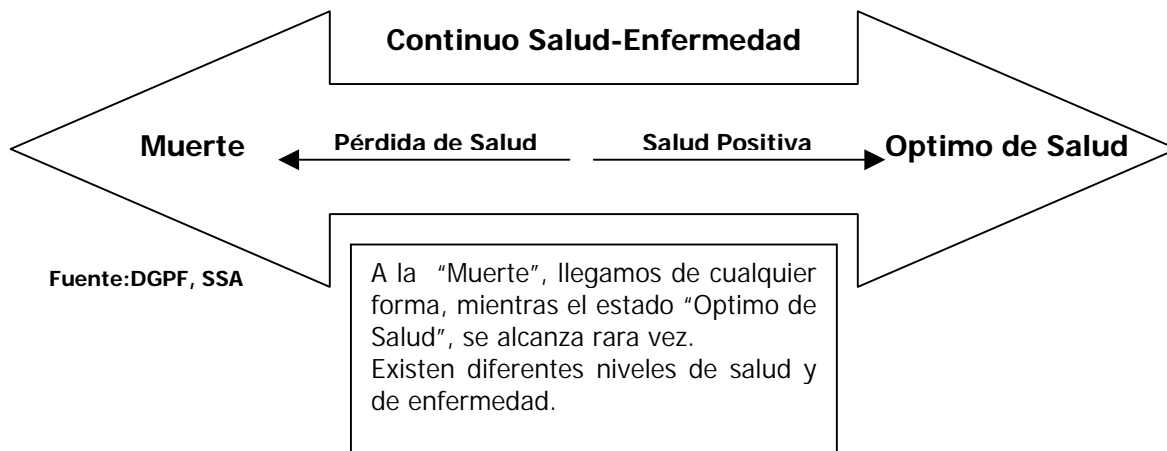 Continuo Salud-Enfermedad
Muerte
Pérdida de Salud
Salud Positiva
Optimo de Salud
Fuente:DGPF, SSA
A la “Muerte”, llegamos de cualquier
forma, mientras el estado “Optimo de
Salud”, se alcanza rara vez.
Existen diferentes niveles de salud y
de enfermedad.